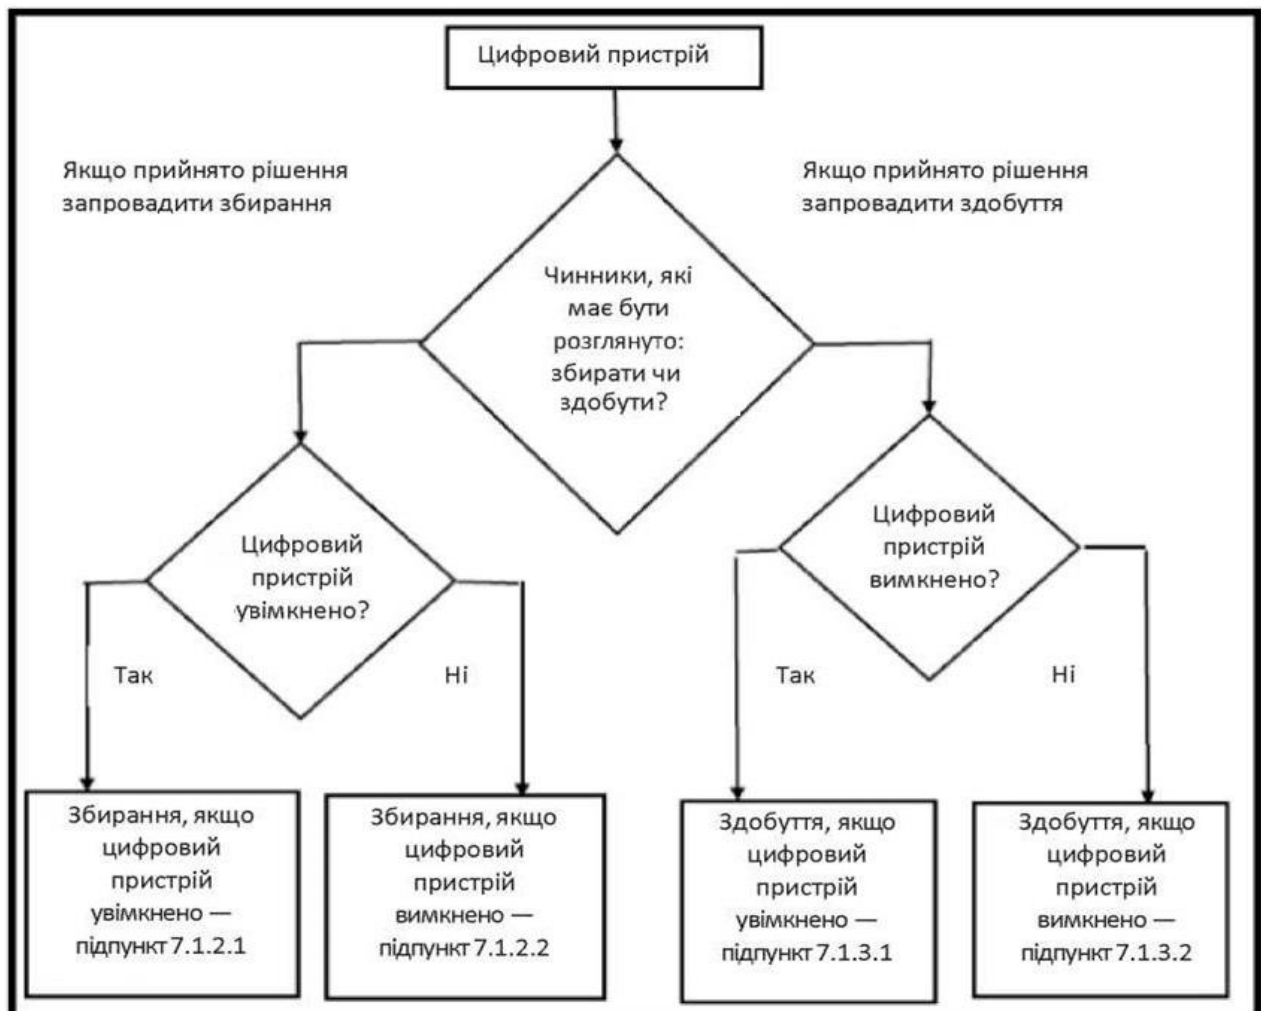 Цифровий пристрій
Якщо прийнято рішення
запровадити збирання
Якщо прийнято рішення
запровадити здобуття
Чинники, які
має бути
розглянуто:
збирати чи
здобути?
Цифровий
пристрій
увімкнено?
Цифровий
пристрій
вимкнено?
Так
Ні
Так
Ні
Збирання, якщо
цифровий
пристрій
увімкнено —
підпункт 7.1.2.1
Збирання, якщо
цифровий
пристрій
вимкнено —
підпункт 7.1.2.2
Здобуття, якщо
цифровий
пристрій
увімкнено —
підпункт 7.1.3.1
Здобуття, якщо
цифровий
пристрій
вимкнено —
підпункт 7.1.3.2